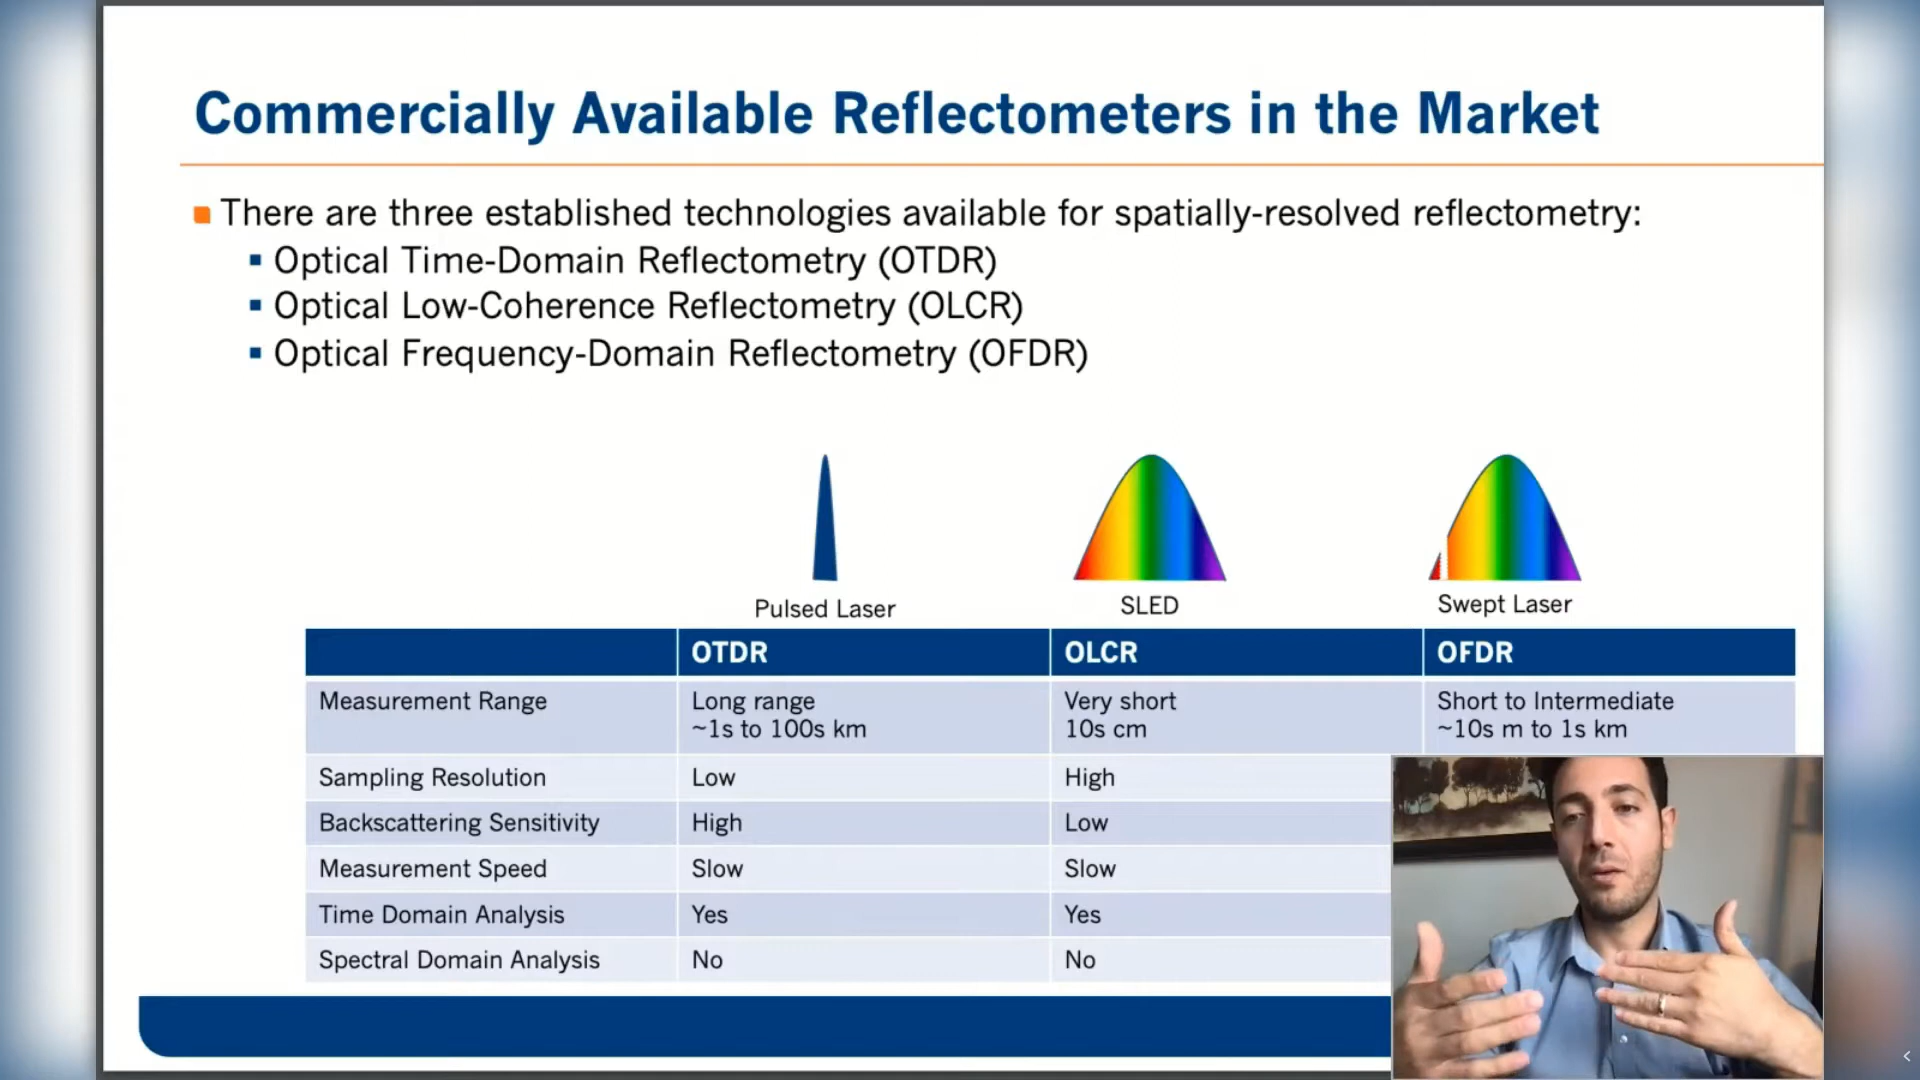 Commercially Available Reflectometers in the Market
There are three established technologies available for spatially-resolved reflectometry:
Optical Time-Domain Reflectometry (OTDR)
Optical Low-Coherence Reflectometry (OLCR)
Optical Frequency-Domain Reflectometry (OFDR)
Pulsed Laser
SLED
Swept Laser
OTDR OLCR OFDR
Measurement Range Long range Very short Short to Intermediate
~1s to 100s km 10s cm ~10s m to 1s km
Sampling Resolution Low High
Backscattering Sensitivity High Low
Measurement Speed Slow Slow
Time Domain Analysis Yes Yes
Spectral Domain Analysis No No